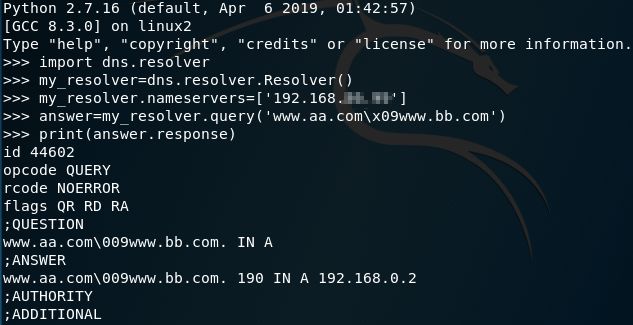 Python 2.7.16 (default, Apr  6 2019, 01:42:57)
[GCC 8.3.0] on linux2
Type "help", "copyright", "credits" or "license" for more information.
>>> import dns.resolver
>>> my_resolver=dns.resolver.Resolver()
>>> my_resolver.nameservers=['192.168. ']
>>> answer=my_resolver.query('www.aa.com\x09www.bb.com')
>>> print(answer.response)
id 44602
opcode QUERY
rcode NOERROR
flags QR RD RA
;QUESTION
www.aa.com\009www.bb.com. IN A
;ANSWER
www.aa.com\009www.bb.com. 190 IN A 192.168.0.2
;AUTHORITY
;ADDITIONAL